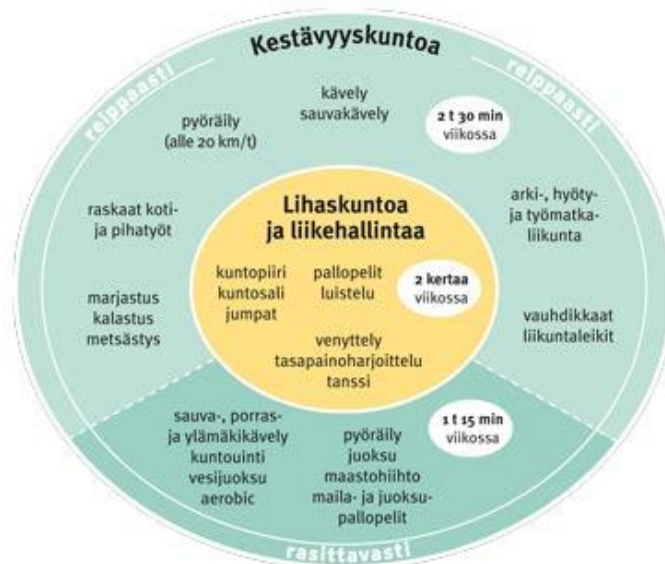 Kestävyyskuntoa
reippaasti
reippaasti
kävely
sauvakävely
2 t 30 min
viikossa
pyöräily
(alle 20 km/t)
raskaat koti-
ja pihatyöt
arki-, hyöty-
ja työmatka-
liikunta
marjastus
kalastus
metsästys
vauhdikkaat
liikuntaleikit
Lihaskuntoa
ja liikehallintaa
kuntopiiri
kuntosali
jumpat
pallopelit
luistelu
2 kertaa
viikossa
venyttely
tasapainoharjoittelu
tanssi
sauva-, porras-
ja ylämäkikävely
kuntouinti
vesijuoksu
aerobic
pyöräily
juoksu
maastohiihto
maila- ja juoksu-
pallopelit
1 t 15 min
viikossa
rasittavasti